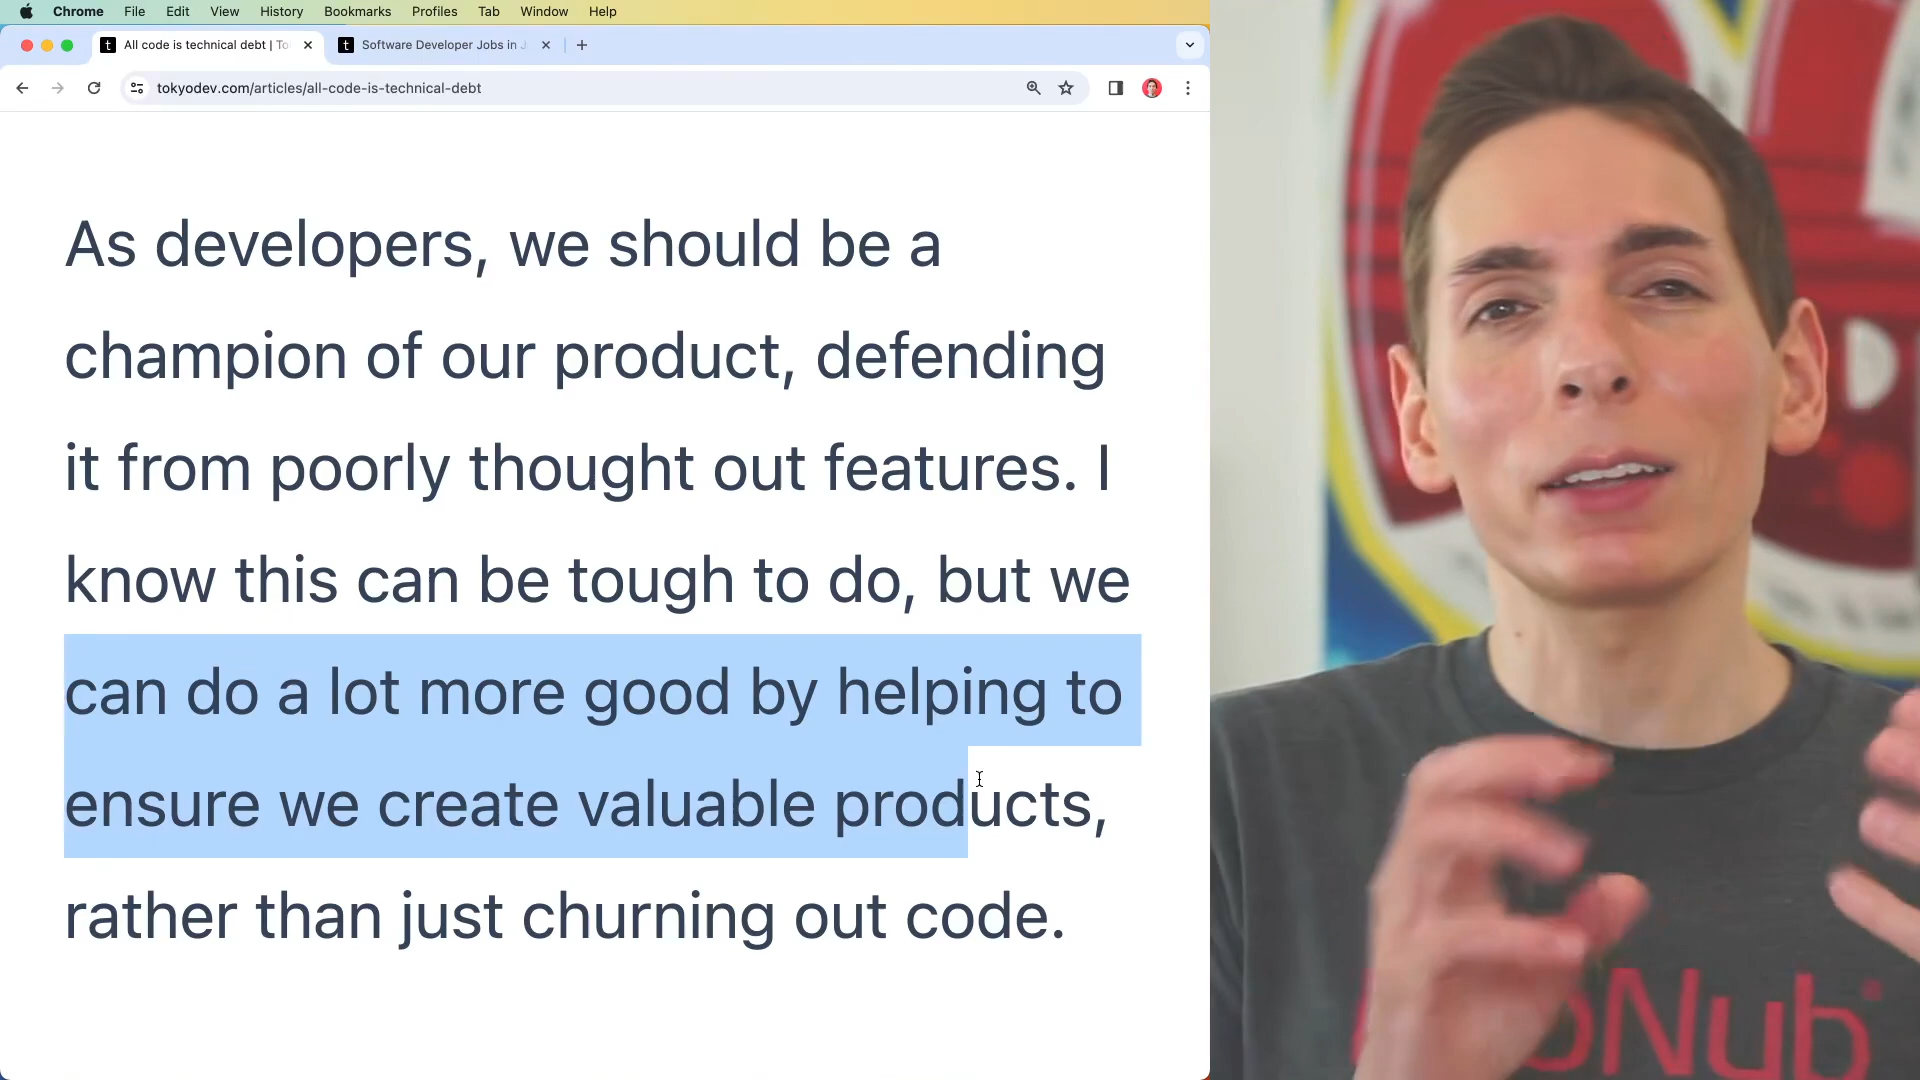 Chrome File Edit View History Bookmarks Profiles Tab Window Help
t All code is technical debt | To
t Software Developer Jobs in J
tokyodev.com/articles/all-code-is-technical-debt
As developers, we should be a
champion of our product, defending
it from poorly thought out features. I
know this can be tough to do, but we
can do a lot more good by helping to
ensure we create valuable products,
rather than just churning out code.